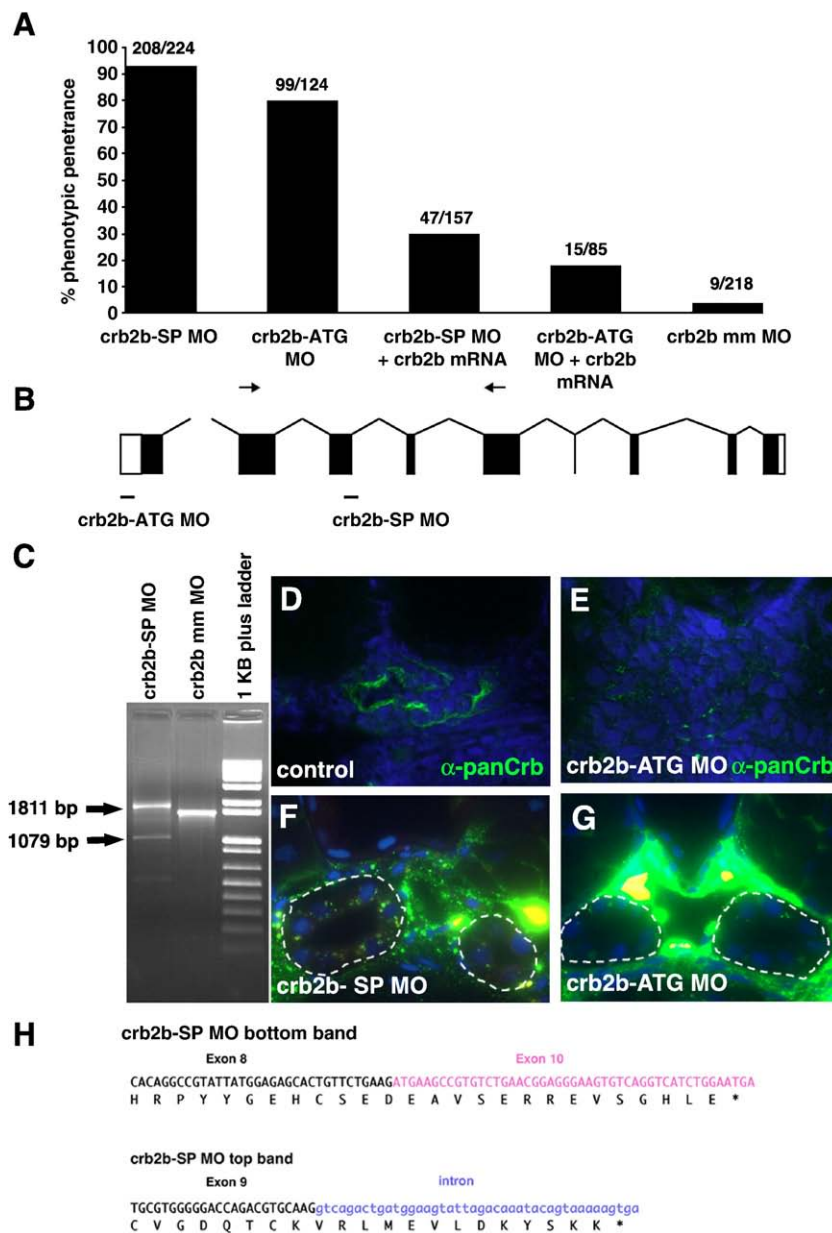 A
% phenotypic penetrance
100
90
80
70
60
50
40
30
20
10
0
208/224
99/124
47/157
15/85
9/218
crb2b-SP MO
crb2b-ATG
MO
crb2b-SP MO
+ crb2b mRNA
crb2b-ATG
MO + crb2b
mRNA
crb2b mm MO
B
crb2b-ATG MO
crb2b-SP MO
C
crb2b-SP MO
crb2b mm MO
1 KB plus ladder
1811 bp
1079 bp
D
control
α-panCrb
E
crb2b-ATG MO α-panCrb
F
crb2b- SP MO
G
crb2b-ATG MO
H
crb2b-SP MO bottom band
Exon 8
Exon 10
CACAGGCCGTATTATGGAGAGCACTGTTCTGAAGATGAAGCCGTGTCTGAACGGAGGGAAGTGTCAGGTCATCTGGAATGA
H R P Y Y G E H C S E D E A V S E R R E V S G H L E *
crb2b-SP MO top band
Exon 9
intron
TGCGTGGGGGACCAGACGTGCAAGgtcagactgatggaagtattagacaaatacagtaaaaagtga
C V G D Q T C K V R L M E V L D K Y S K K *